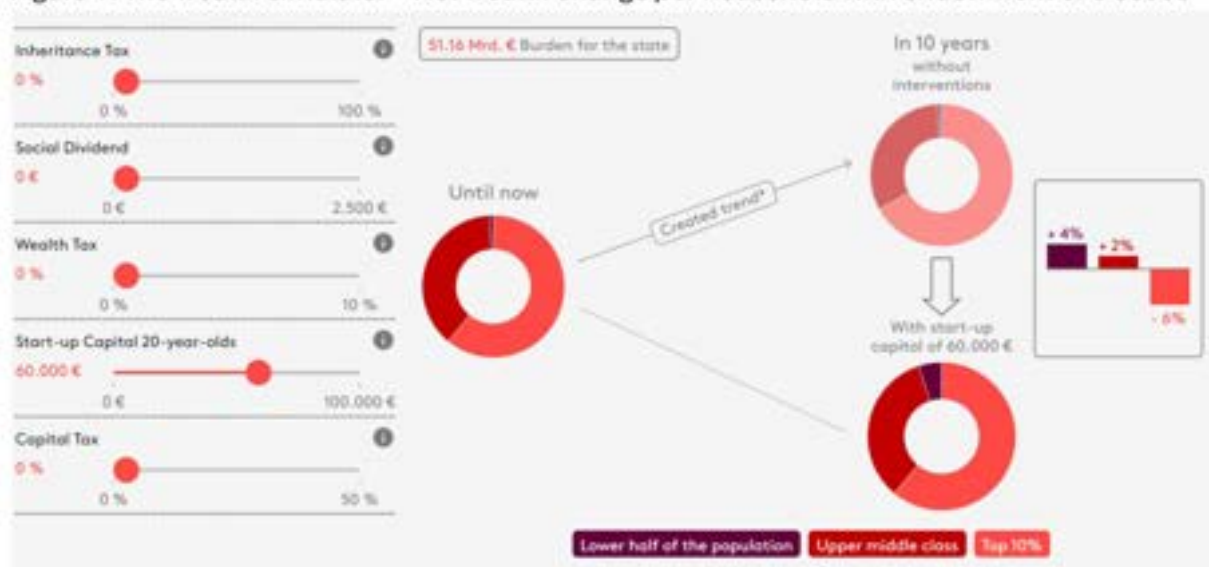 Inheritance Tax
0 %
0 %
100 %
Social Dividend
0 €
0 €
2.500 €
Wealth Tax
0 %
0 %
10 %
Start-up Capital 20-year-olds
60.000 €
0 €
100.000 €
Capital Tax
0 %
0 %
50 %
51.16 Mrd. € Burden for the state
Until now
Created trend*
In 10 years
without
interventions
With start-up
capital of 60.000 €
+ 4%
+ 2%
- 6%
Lower half of the population
Upper middle class
Top 10%